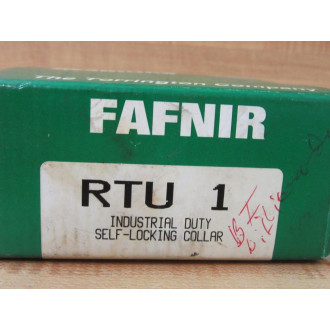 The Torrington Company
FAFNIR
RTU 1
INDUSTRIAL DUTY
SELF-LOCKING COLLAR